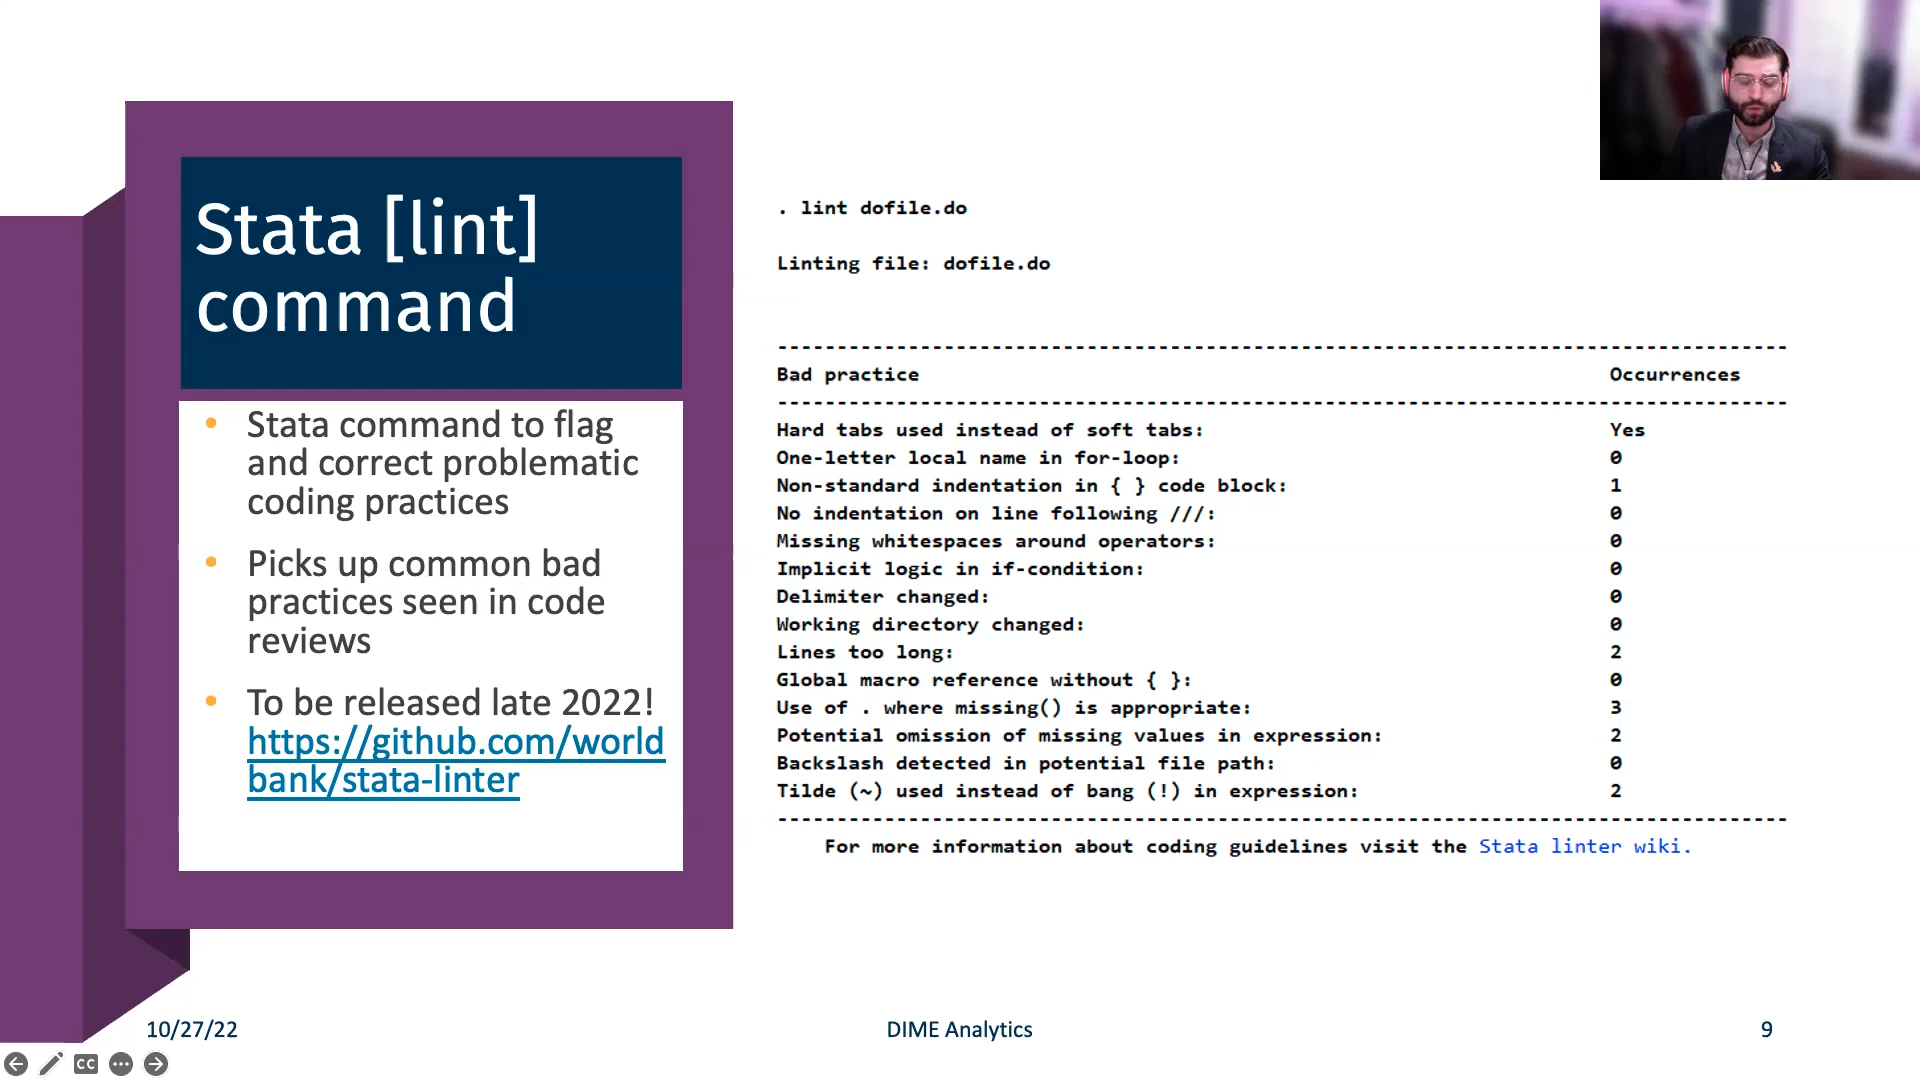 Stata [lint]
command
• Stata command to flag
and correct problematic
coding practices
• Picks up common bad
practices seen in code
reviews
• To be released late 2022!
https://github.com/world
bank/stata-linter
. lint dofile.do
Linting file: dofile.do
-------------------------------------------------------------------------------------
Bad practice Occurrences
-------------------------------------------------------------------------------------
Hard tabs used instead of soft tabs: Yes
One-letter local name in for-loop: 0
Non-standard indentation in { } code block: 1
No indentation on line following ///: 0
Missing whitespaces around operators: 0
Implicit logic in if-condition: 0
Delimiter changed: 0
Working directory changed: 0
Lines too long: 2
Global macro reference without { }: 0
Use of . where missing() is appropriate: 3
Potential omission of missing values in expression: 2
Backslash detected in potential file path: 0
Tilde (~) used instead of bang (!) in expression: 2
-------------------------------------------------------------------------------------
For more information about coding guidelines visit the Stata linter wiki.
10/27/22 DIME Analytics 9
CC